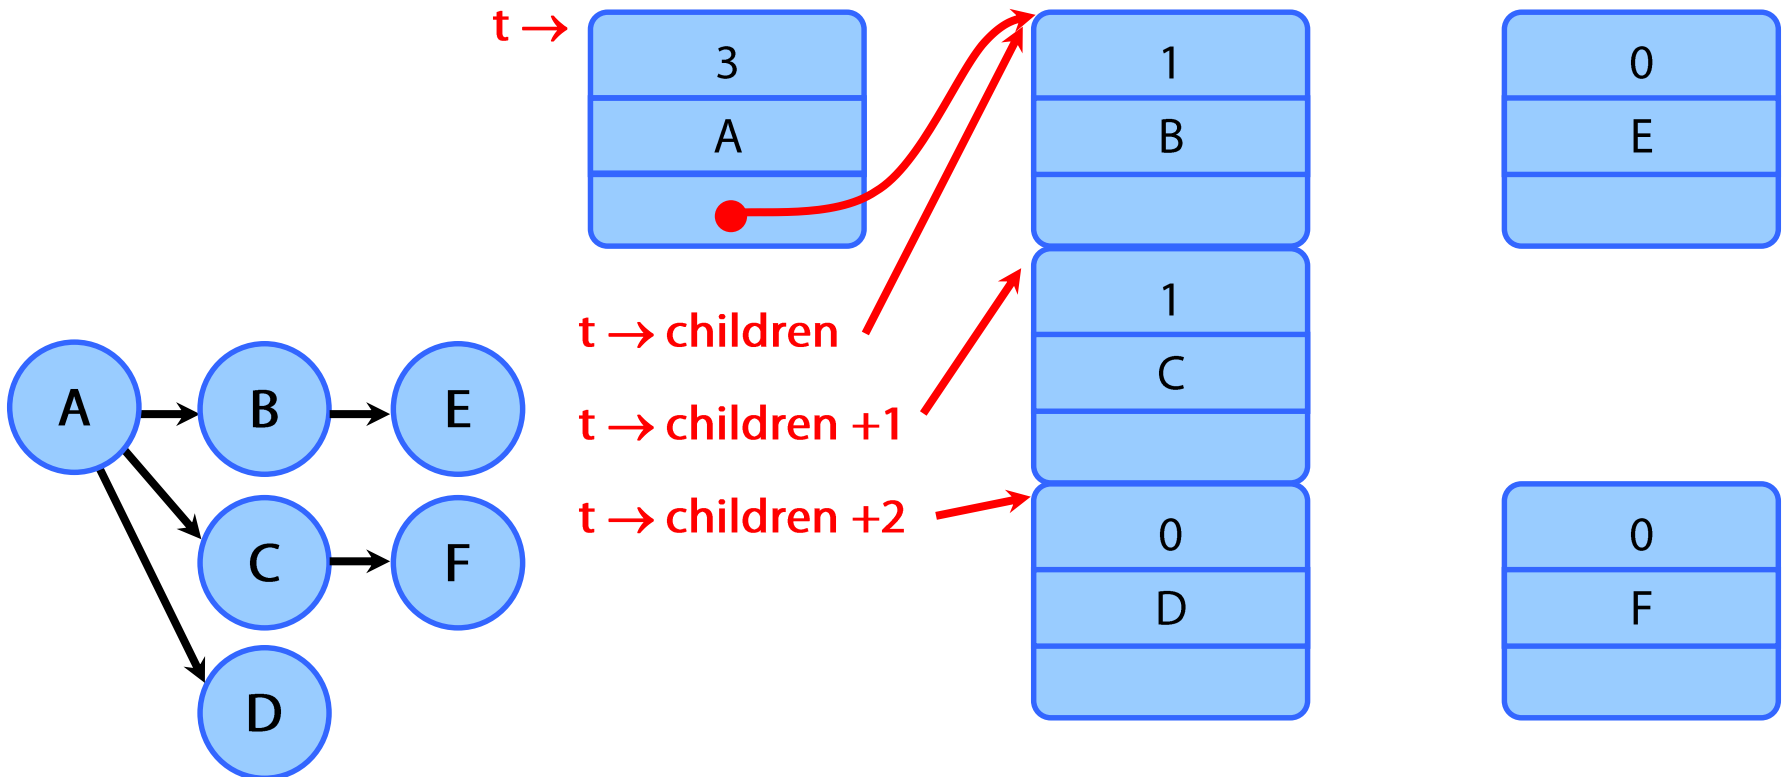 t →
3
A
1
B
0
E
t → children
t → children +1
t → children +2
1
C
0
D
0
F
A
B
E
C
F
D